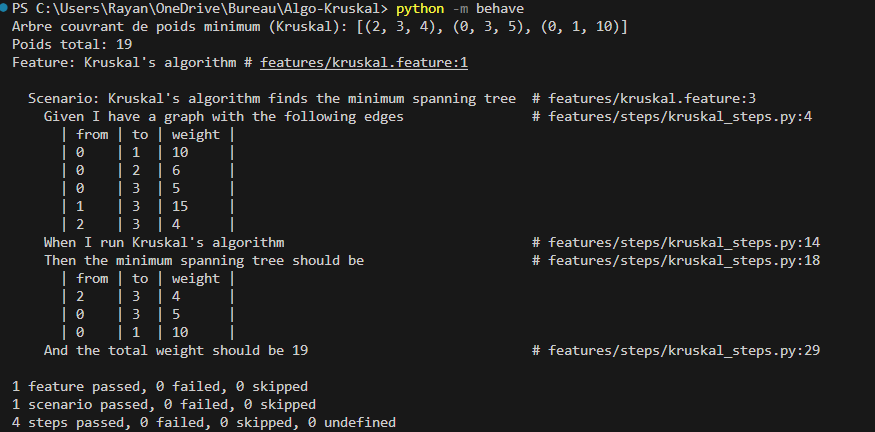 PS C:\Users\Rayan\OneDrive\Bureau\Algo-Kruskal> python -m behave
Arbre couvrant de poids minimum (Kruskal): [(2, 3, 4), (0, 3, 5), (0, 1, 10)]
Poids total: 19
Feature: Kruskal's algorithm # features/kruskal.feature:1
Scenario: Kruskal's algorithm finds the minimum spanning tree # features/kruskal.feature:3
Given I have a graph with the following edges # features/steps/kruskal_steps.py:4
| from | to | weight |
| 0 | 1 | 10 |
| 0 | 2 | 6 |
| 0 | 3 | 5 |
| 1 | 3 | 15 |
| 2 | 3 | 4 |
When I run Kruskal's algorithm # features/steps/kruskal_steps.py:14
Then the minimum spanning tree should be # features/steps/kruskal_steps.py:18
| from | to | weight |
| 2 | 3 | 4 |
| 0 | 3 | 5 |
| 0 | 1 | 10 |
And the total weight should be 19 # features/steps/kruskal_steps.py:29
1 feature passed, 0 failed, 0 skipped
1 scenario passed, 0 failed, 0 skipped
4 steps passed, 0 failed, 0 skipped, 0 undefined